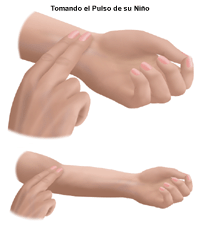 Tomando el Pulso de su Niño